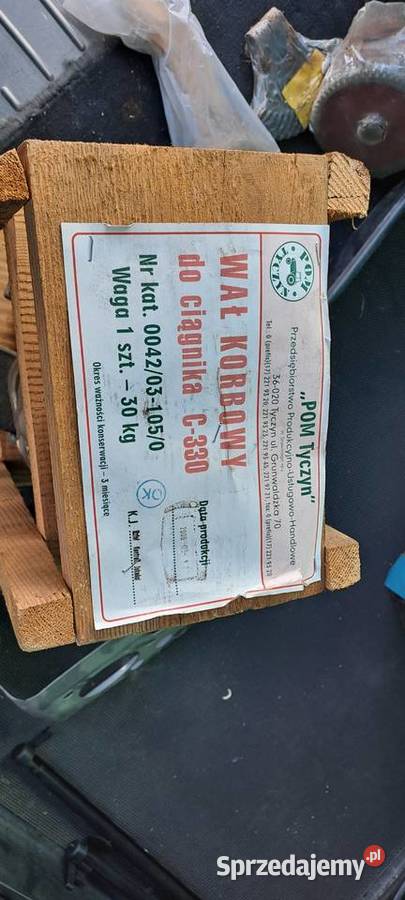 POM
TYCZYN
"POM Tyczyn"
Przedsiębiorstwo Produkcyjno-Usługowo-Handlowe
36-020 Tyczyn ul. Grunwaldzka 70
WAŁ KORBOWY
do ciągnika C-330
Nr kat. 0042/03-105/0
Waga 1 szt. - 30 kg
Okres ważności konserwacji - 3 miesiące
Data produkcji
OK
K.J.
Sprzedajemy.pl